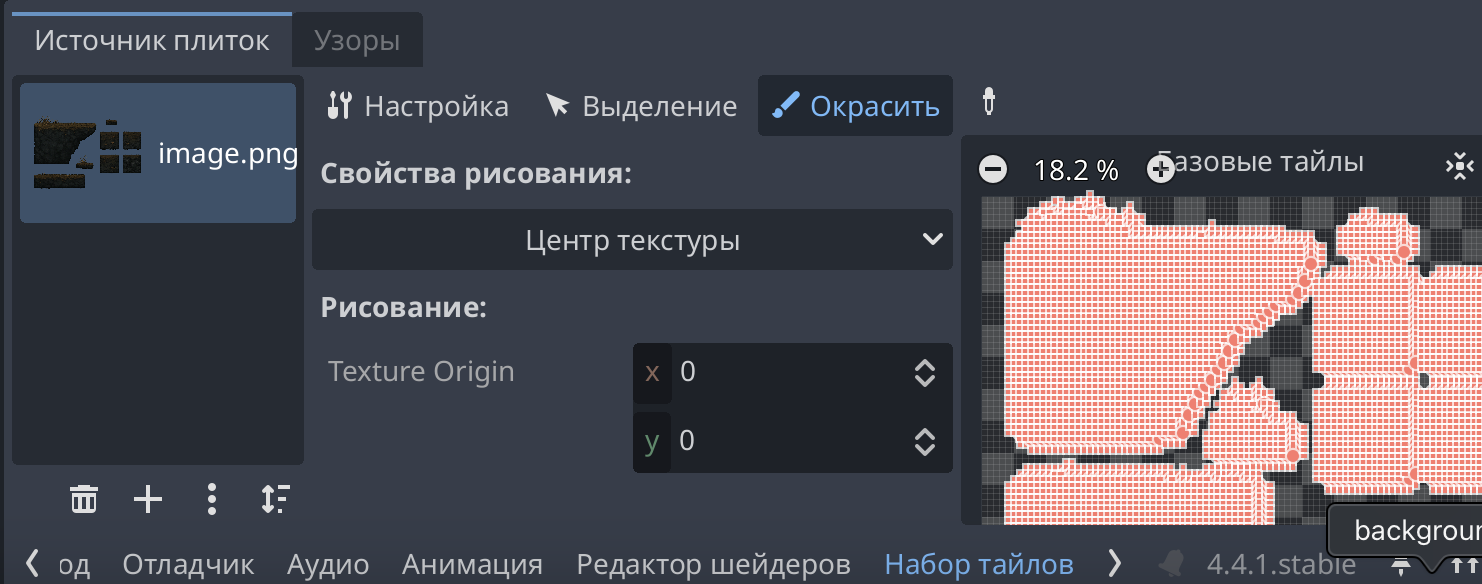 Источник плиток
Узоры
image.png
Настройка
Выделение
Окрасить
Свойства рисования:
Центр текстуры
Рисование:
Texture Origin
x 0
y 0
18.2 %
Базовые тайлы
од
Отладчик
Аудио
Анимация
Редактор шейдеров
Набор тайлов
4.4.1.stable
backgroun